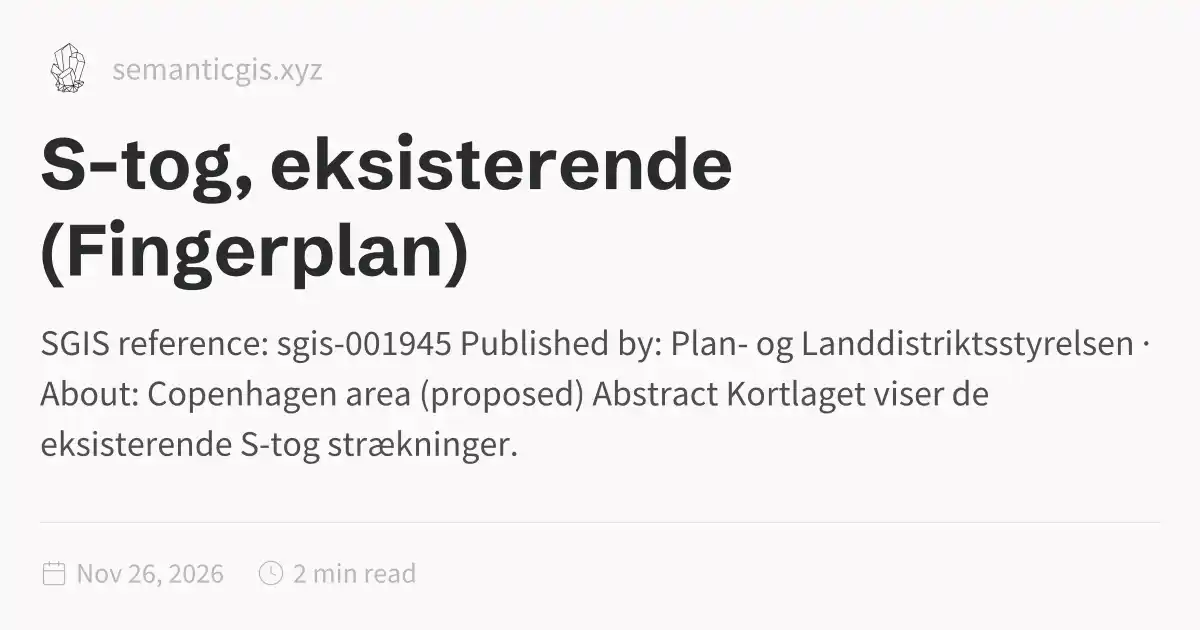 semanticgis.xyz
S-tog, eksisterende
(Fingerplan)
SGIS reference: sgis-001945 Published by: Plan- og Landdistriktsstyrelsen ·
About: Copenhagen area (proposed) Abstract Kortlaget viser de
eksisterende S-tog strækninger.
Nov 26, 2026 2 min read